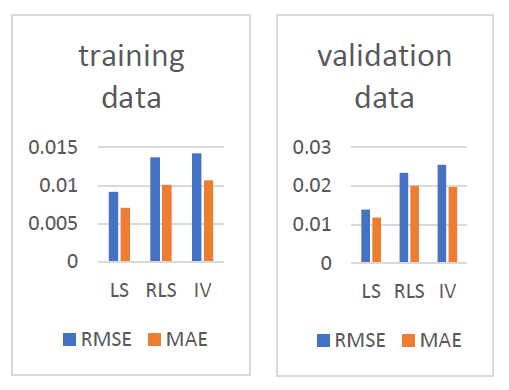 training
data
0.015
0.01
0.005
0
LS RLS IV
RMSE MAE
validation
data
0.03
0.02
0.01
0
LS RLS IV
RMSE MAE